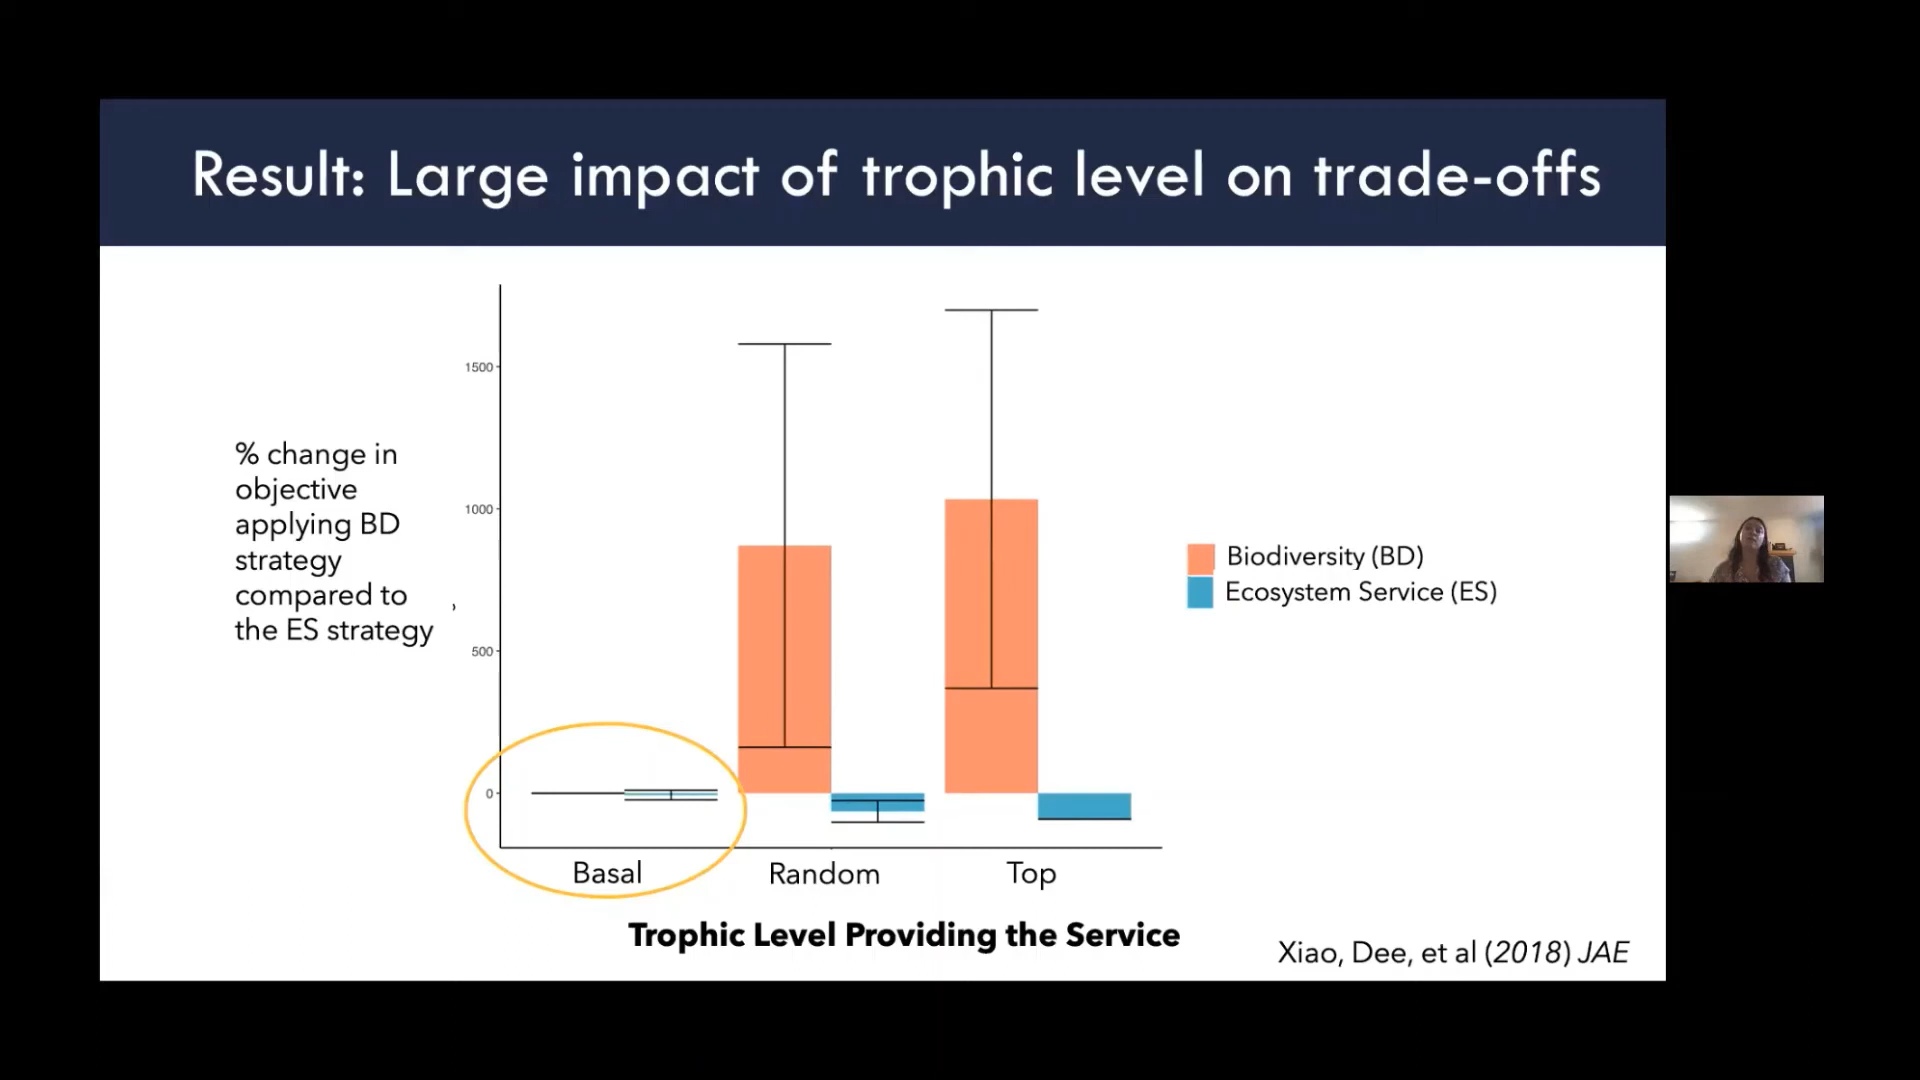 Result: Large impact of trophic level on trade-offs
% change in
objective
applying BD
strategy
compared to
the ES strategy
1500
1000
500
0
Biodiversity (BD)
Ecosystem Service (ES)
Basal
Random
Top
Trophic Level Providing the Service
Xiao, Dee, et al (2018) JAE